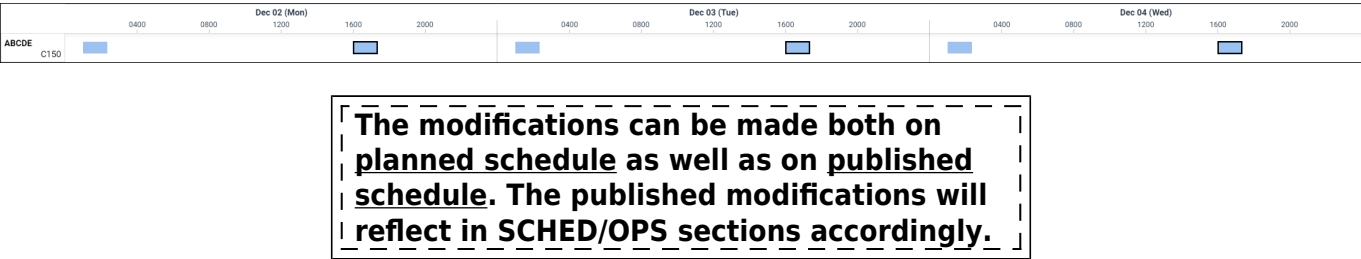 Dec 02 (Mon) Dec 03 (Tue) Dec 04 (Wed)
0400 0800 1200 1600 2000 0400 0800 1200 1600 2000 0400 0800 1200 1600 2000
ABCDE
C150
The modifications can be made both on
planned schedule as well as on published
schedule. The published modifications will
reflect in SCHED/OPS sections accordingly.